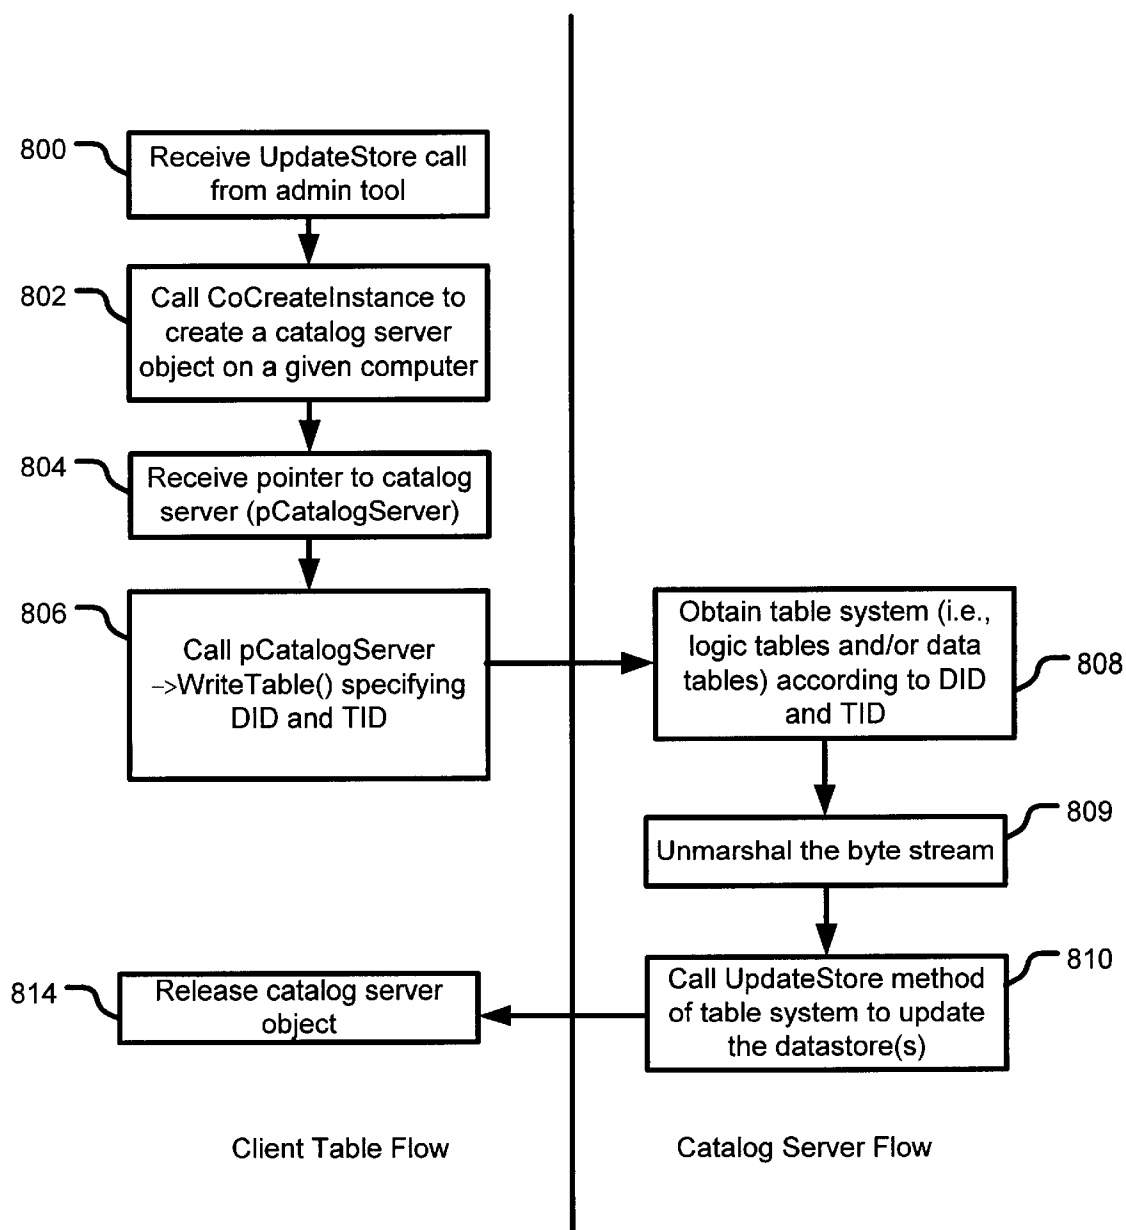 800
Receive UpdateStore call
from admin tool
802
Call CoCreateInstance to
create a catalog server
object on a given computer
804
Receive pointer to catalog
server (pCatalogServer)
806
Call pCatalogServer
–>WriteTable() specifying
DID and TID
Obtain table system (i.e.,
logic tables and/or data
tables) according to DID
and TID
808
809
Unmarshal the byte stream
810
Call UpdateStore method
of table system to update
the datastore(s)
814
Release catalog server
object
Client Table Flow
Catalog Server Flow